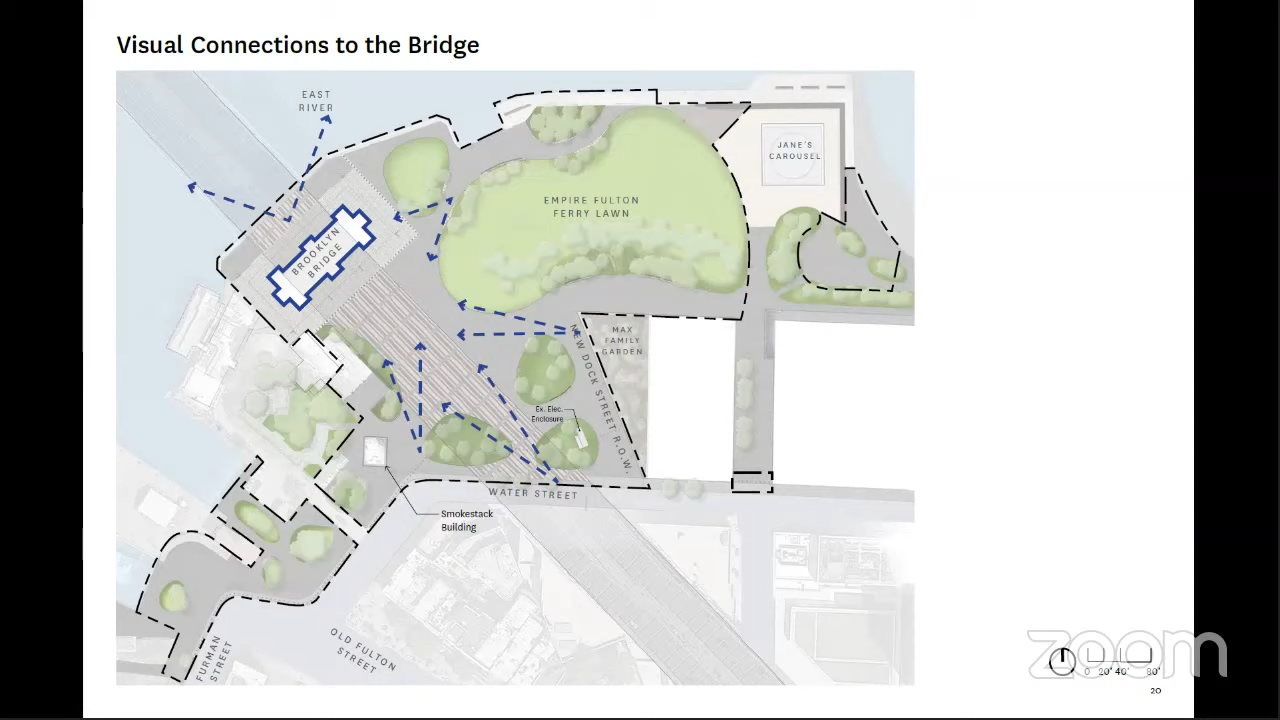 Visual Connections to the Bridge
EAST
RIVER
JANE'S
CAROUSEL
EMPIRE FULTON
FERRY LAWN
BROOKLYN
BRIDGE
MAX
FAMILY
GARDEN
NEW DOCK STREET R.O.W.
Ex. Elec.
Enclosure
WATER STREET
Smokestack
Building
OLD FULTON
STREET
FURMAN
STREET
zoom
0 20' 40' 80'
20